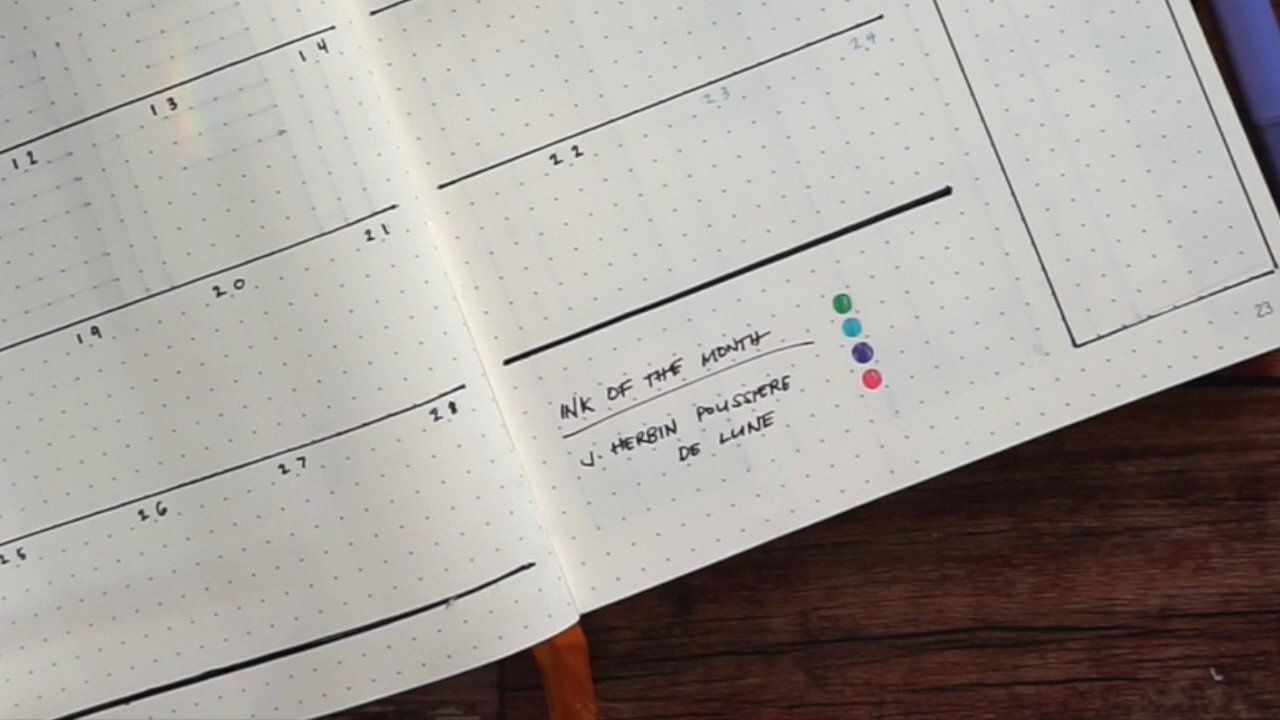 12 13 14
19 20 21
25 26 27 28
22 23 24
INK OF THE MONTH
J. HERBIN POUSSIERE
DE LUNE
23